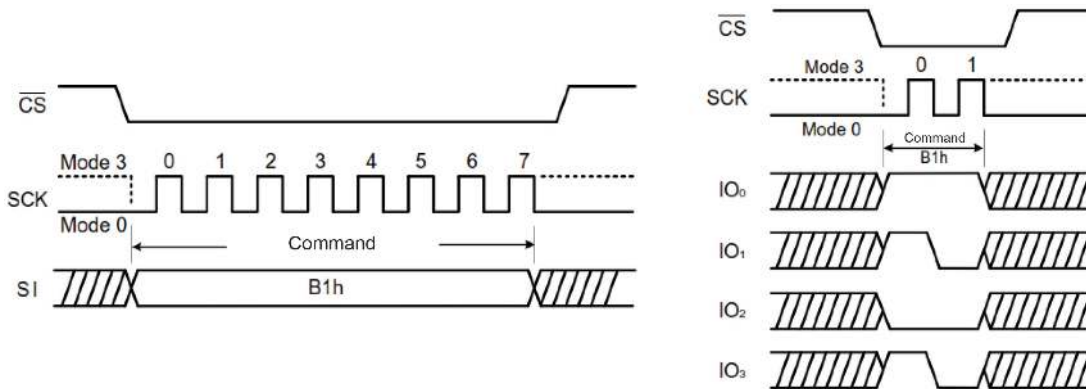 CS
Mode 3
0 1 2 3 4 5 6 7
SCK
Mode 0
Command
SI
B1h
CS
Mode 3
0 1
SCK
Mode 0
Command
B1h
IO₀
IO₁
IO₂
IO₃